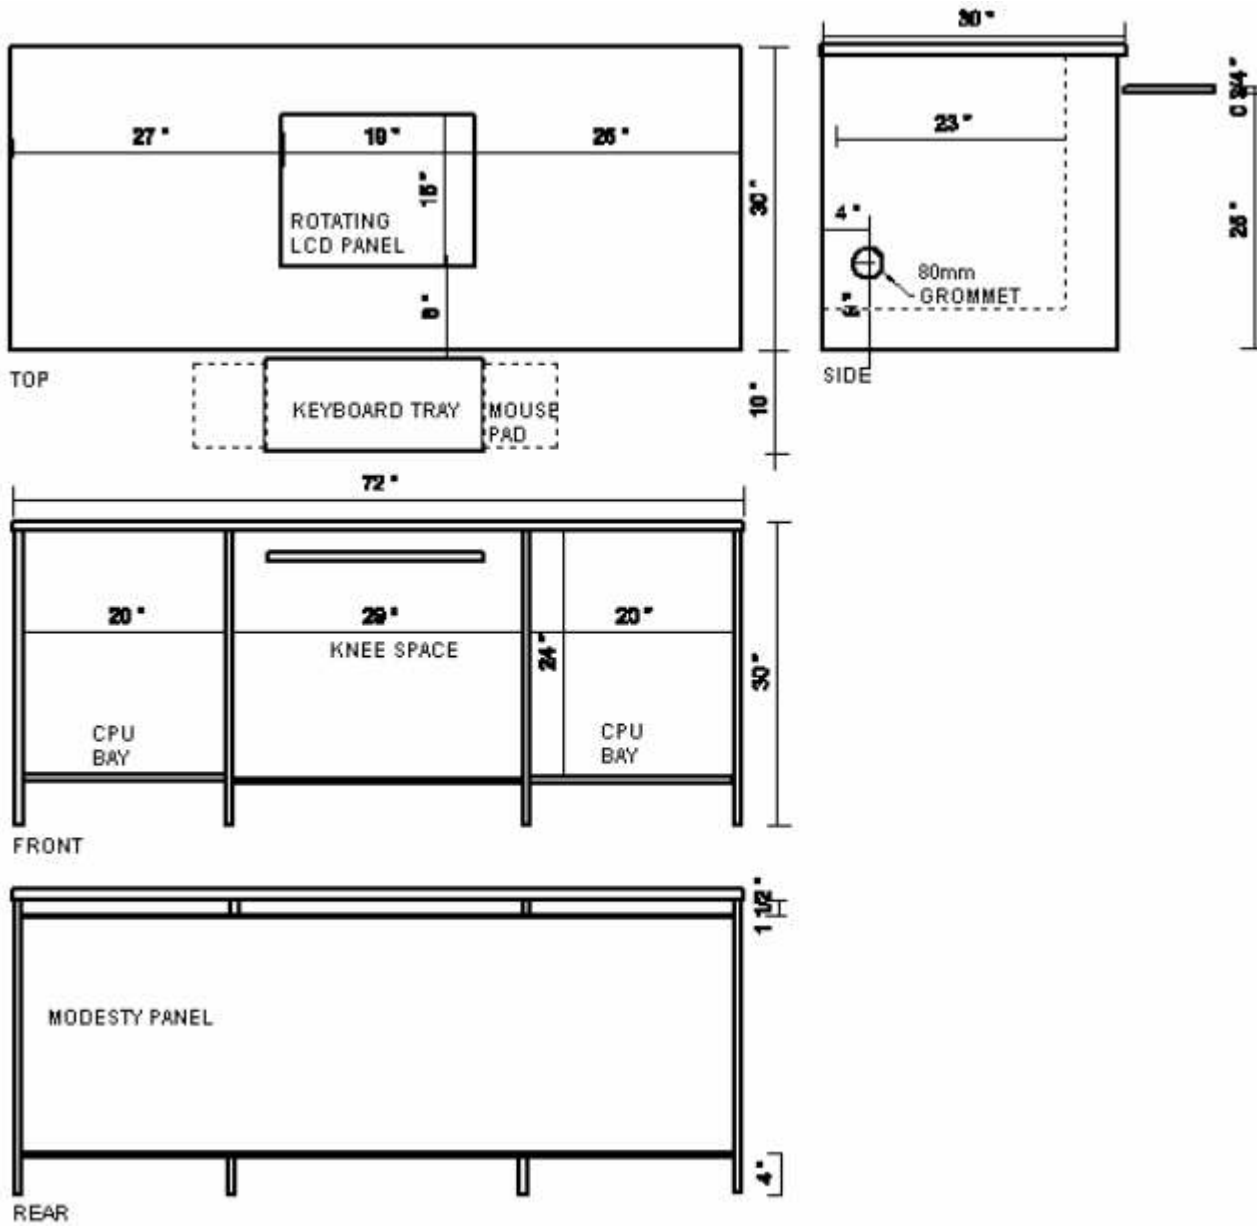 30 "
27 "
19 "
26 "
15 "
ROTATING
LCD PANEL
8 "
30 "
TOP
KEYBOARD TRAY
MOUSE
PAD
10 "
23 "
4 "
80mm
GROMMET
0 3/4 "
SIDE
72 "
20 "
29 "
20 "
KNEE SPACE
24 "
30 "
CPU
BAY
CPU
BAY
FRONT
1 1/2 "
MODESTY PANEL
4 "
REAR